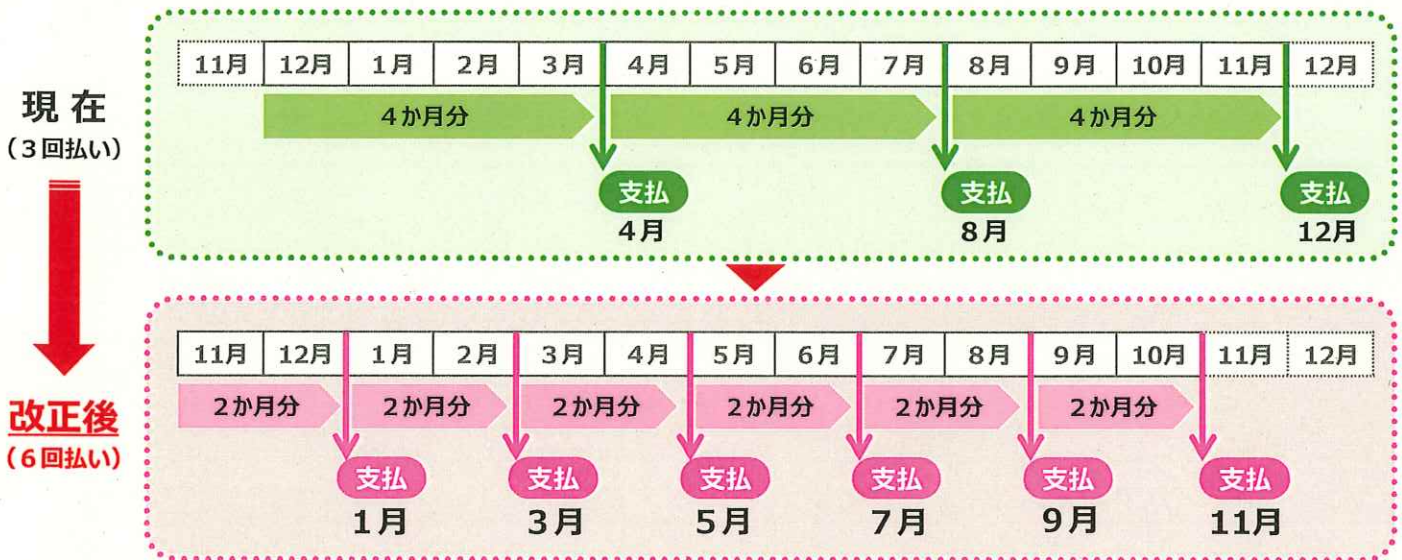 現在
(3回払い)
11月 12月 1月 2月 3月 4月 5月 6月 7月 8月 9月 10月 11月 12月
4か月分 4か月分 4か月分
支払 支払 支払
4月 8月 12月
改正後
(6回払い)
11月 12月 1月 2月 3月 4月 5月 6月 7月 8月 9月 10月 11月 12月
2か月分 2か月分 2か月分 2か月分 2か月分 2か月分
支払 支払 支払 支払 支払 支払
1月 3月 5月 7月 9月 11月